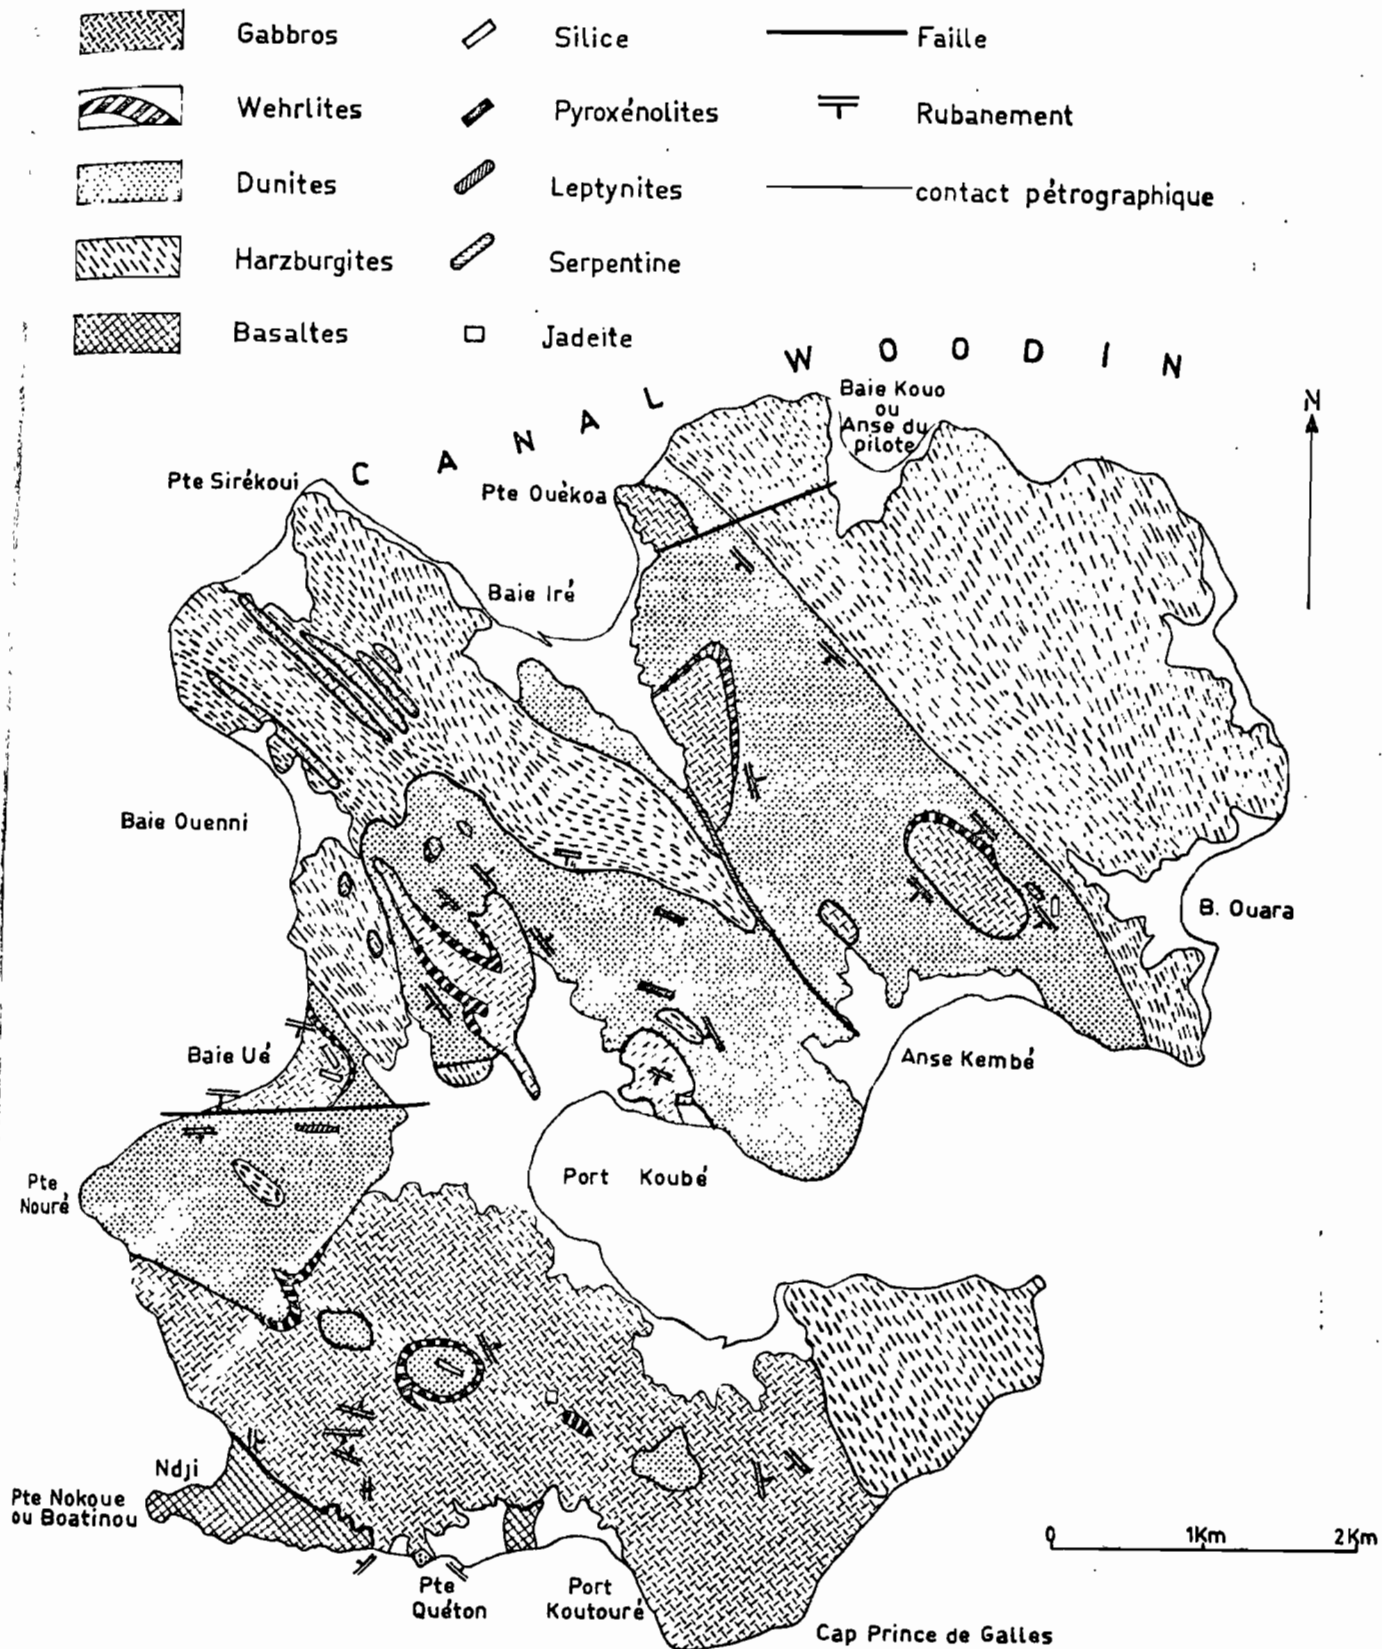 Gabbros
Silice
Faille
Wehrlites
Pyroxénolites
Rubanement
Dunites
Leptynites
contact pétrographique
Harzburgites
Serpentine
Basaltes
Jadeite
CANAL WOODIN
N
Baie Kouo
ou
Anse du
pilote
Pte Sirékoui
Pte Ouékoa
Baie Iré
Baie Ouenni
B. Ouara
Baie Ué
Anse Kembé
Pte
Nouré
Port Koubé
Ndji
Pte Nokoue
ou Boatinou
0 1Km 2Km
Pte
Quéton
Port
Koutouré
Cap Prince de Galles